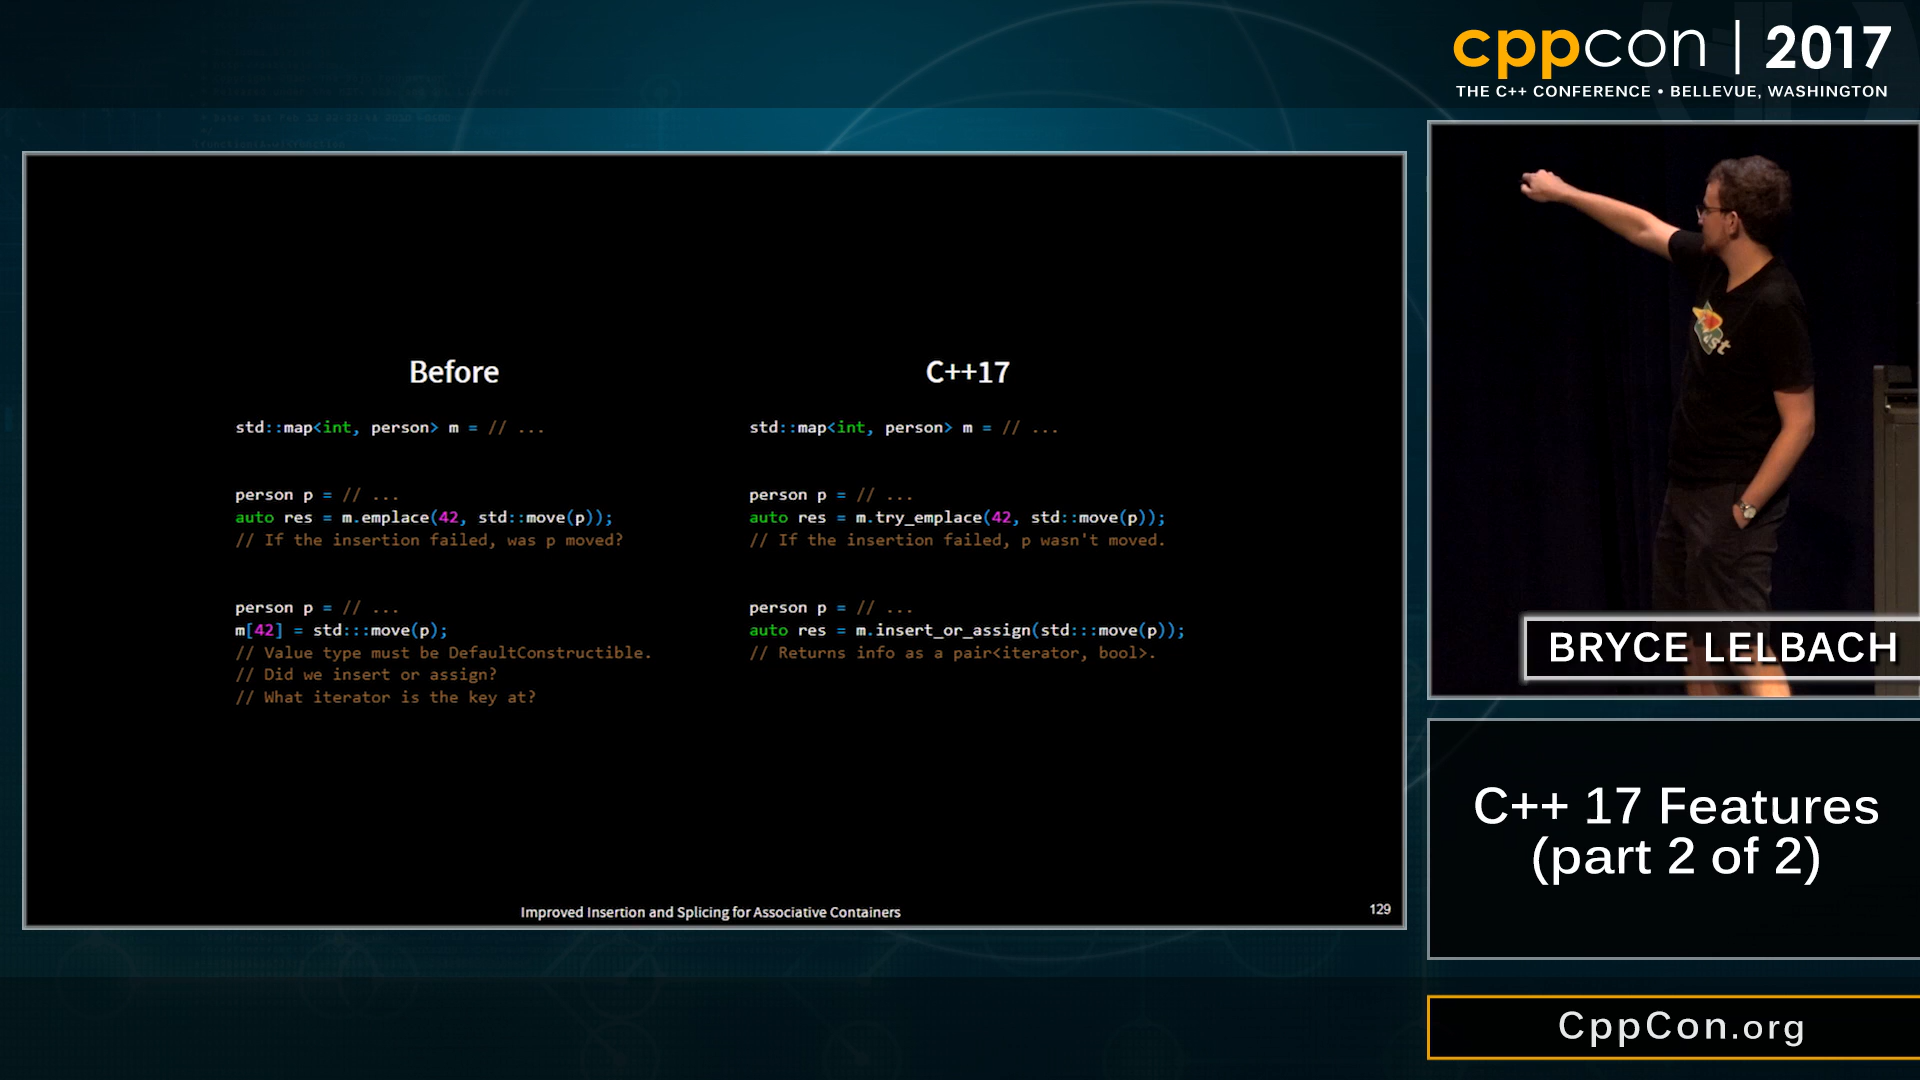 cppcon | 2017
THE C++ CONFERENCE • BELLEVUE, WASHINGTON
Before
std::map<int, person> m = // ...
person p = // ...
auto res = m.emplace(42, std::move(p));
// If the insertion failed, was p moved?
person p = // ...
m[42] = std:::move(p);
// Value type must be DefaultConstructible.
// Did we insert or assign?
// What iterator is the key at?
C++17
std::map<int, person> m = // ...
person p = // ...
auto res = m.try_emplace(42, std::move(p));
// If the insertion failed, p wasn't moved.
person p = // ...
auto res = m.insert_or_assign(std:::move(p));
// Returns info as a pair<iterator, bool>.
Improved Insertion and Splicing for Associative Containers
129
BRYCE LELBACH
C++ 17 Features
(part 2 of 2)
CppCon.org